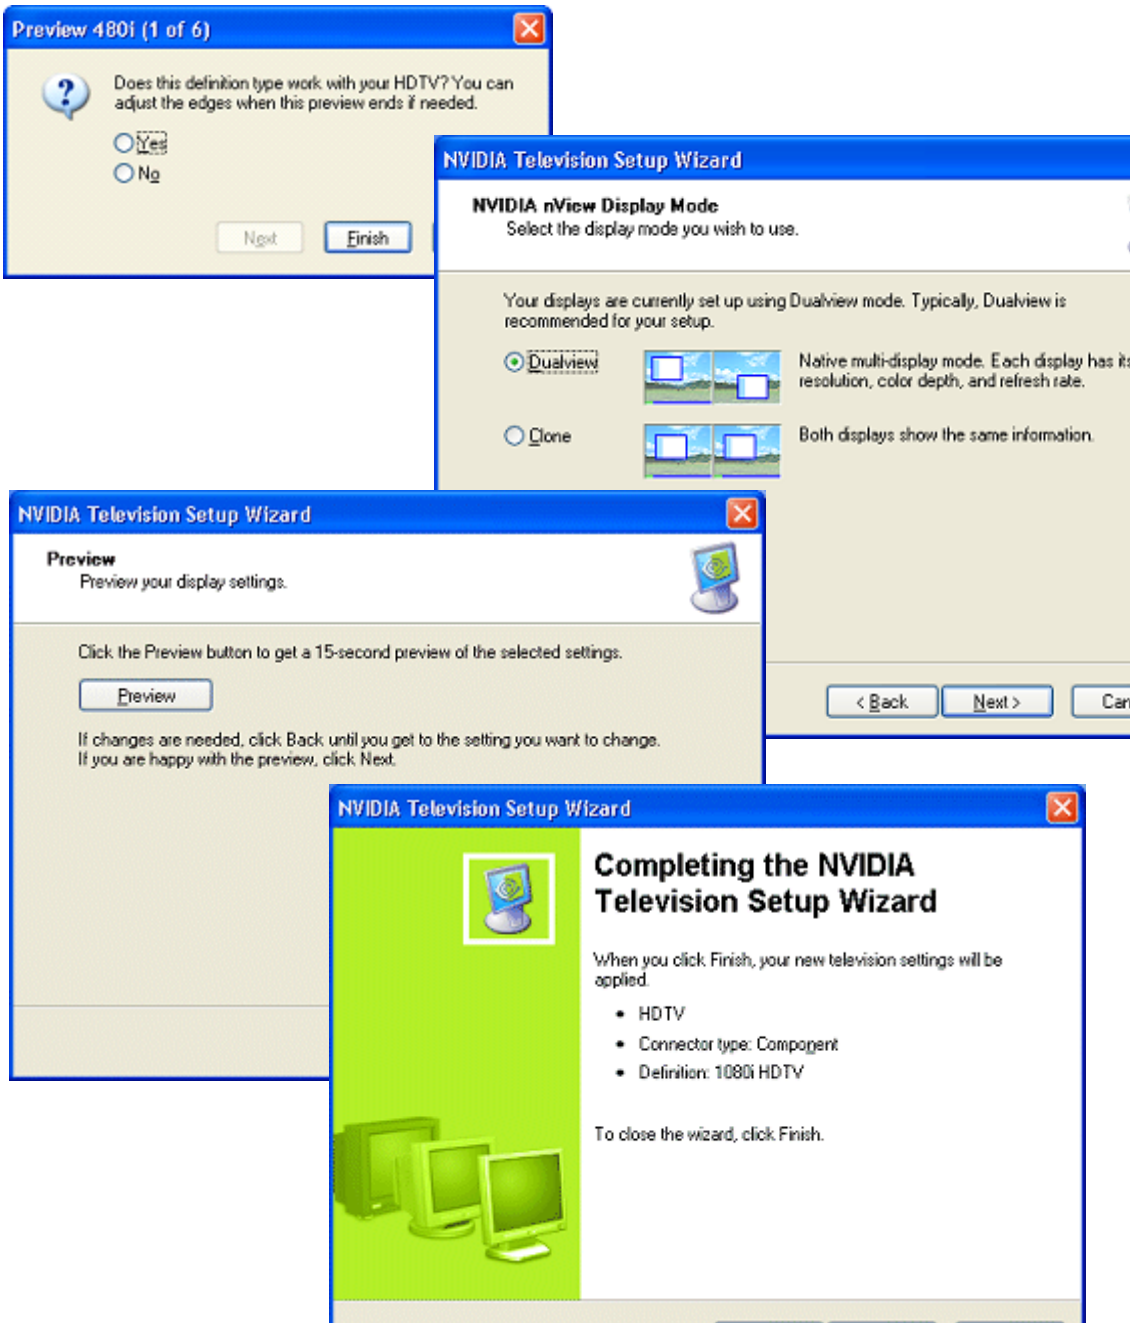 Preview 480i (1 of 6)
Does this definition type work with your HDTV? You can
adjust the edges when this preview ends if needed.
Yes
No
Next
Finish
NVIDIA Television Setup Wizard
NVIDIA nView Display Mode
Select the display mode you wish to use.
Your displays are currently set up using Dualview mode. Typically, Dualview is
recommended for your setup.
Dualview
Native multi-display mode. Each display has its
resolution, color depth, and refresh rate.
Clone
Both displays show the same information.
< Back
Next >
Can
NVIDIA Television Setup Wizard
Preview
Preview your display settings.
Click the Preview button to get a 15-second preview of the selected settings.
Preview
If changes are needed, click Back until you get to the setting you want to change.
If you are happy with the preview, click Next.
NVIDIA Television Setup Wizard
Completing the NVIDIA
Television Setup Wizard
When you click Finish, your new television settings will be
applied.
• HDTV
• Connector type: Component
• Definition: 1080i HDTV
To close the wizard, click Finish.